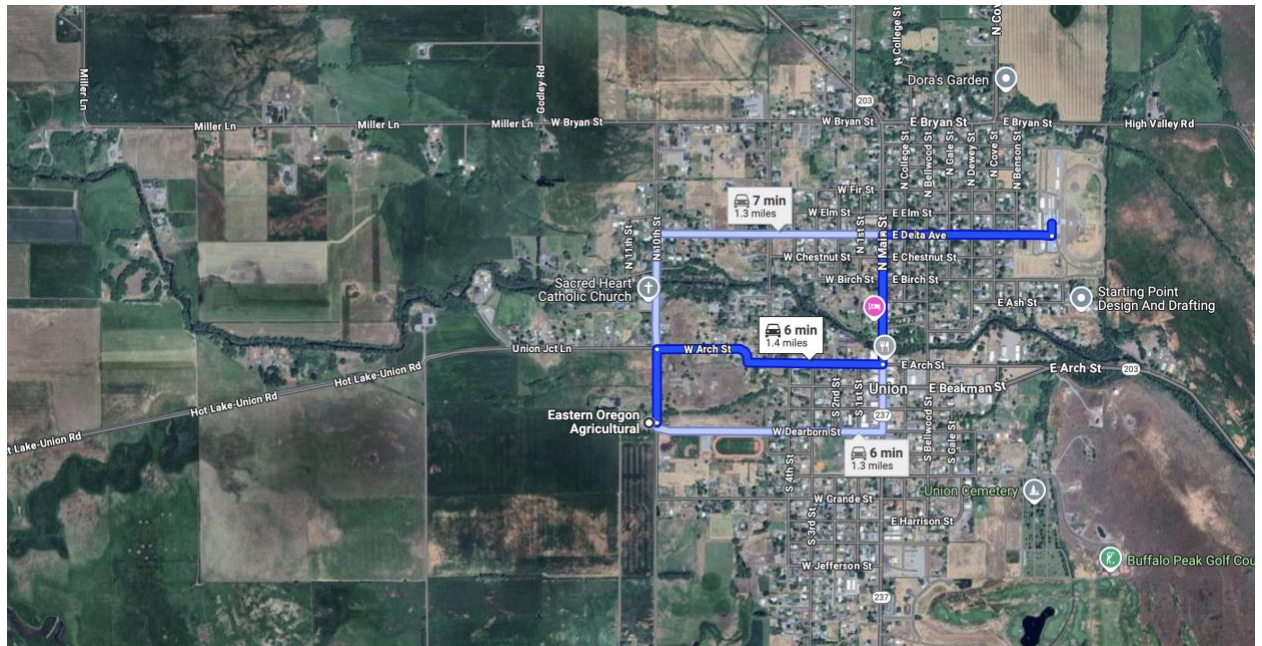 N College St
N Cov
Miller Ln
Godley Rd
Dora's Garden
203
Miller Ln
Miller Ln
Miller Ln
W Bryan St
W Bryan St
E Bryan St
E Bryan St
High Valley Rd
N College St
N Bellwood St
N Gale St
N Dewey St
N Cove St
N Benson St
W Fir St
7 min
1.3 miles
W Elm St
E Elm St
N 11th St
N 10th St
N 1st St
N Main St
E Delta Ave
W Chestnut St
E Chestnut St
W Birch St
E Birch St
Sacred Heart
Catholic Church
E Ash St
Starting Point
Design And Drafting
6 min
1.4 miles
Union Jct Ln
W Arch St
E Arch St
E Arch St
203
Hot Lake-Union Rd
Hot Lake-Union Rd
t Lake-Union Rd
Union
E Beakman St
S 2nd St
S 1st St
Eastern Oregon
Agricultural
237
W Dearborn St
S Bellwood St
S Gale St
6 min
1.3 miles
S 4th St
Union Cemetery
W Grande St
S 3rd St
E Harrison St
W Jefferson St
Buffalo Peak Golf Cou
237